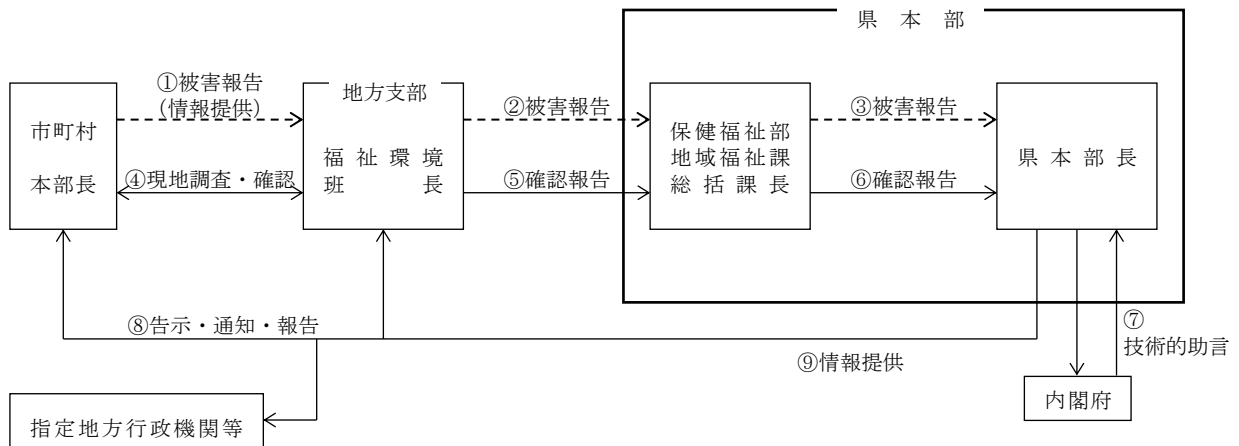 県本部
①被害報告
(情報提供)
地方支部
②被害報告
③被害報告
市町村
本部長
福祉環境
班長
保健福祉部
地域福祉課
総括課長
県本部長
④現地調査・確認
⑤確認報告
⑥確認報告
⑧告示・通知・報告
⑦
技術的助言
⑨情報提供
内閣府
指定地方行政機関等